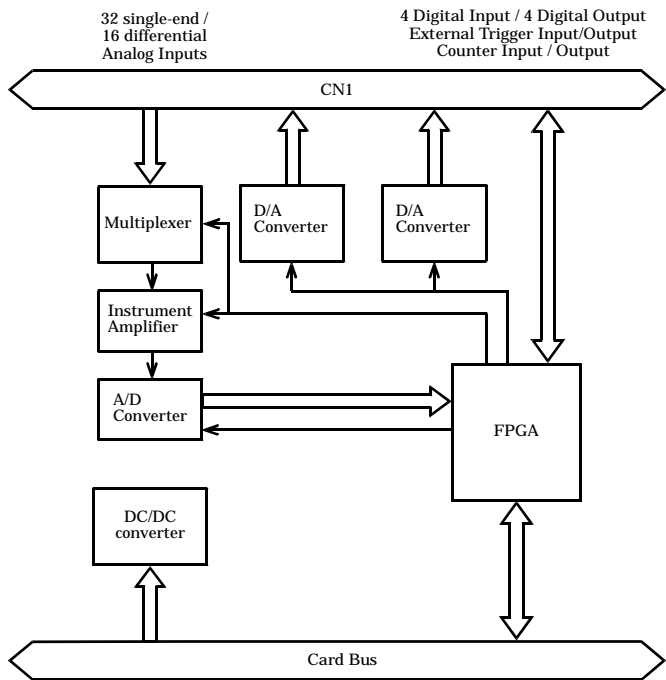 32 single-end /
16 differential
Analog Inputs
4 Digital Input / 4 Digital Output
External Trigger Input/Output
Counter Input / Output
CN1
Multiplexer
D/A
Converter
D/A
Converter
Instrument
Amplifier
A/D
Converter
FPGA
DC/DC
converter
Card Bus